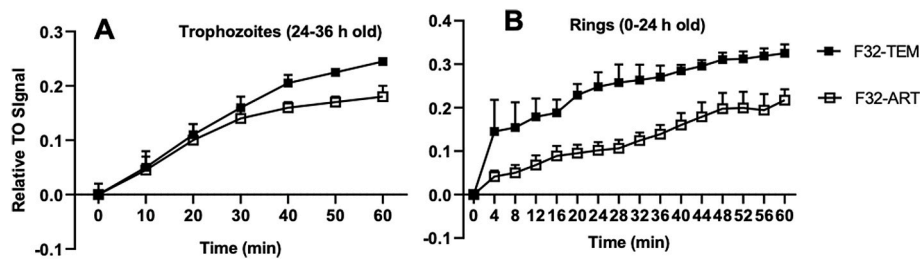 A
Trophozoites (24-36 h old)
Relative TO SIgnal
0.3
0.2
0.1
0.0
-0.1
0 10 20 30 40 50 60
Time (min)
B
Rings (0-24 h old)
0.4
0.3
0.2
0.1
0.0
-0.1
0 4 8 12 16 20 24 28 32 36 40 44 48 52 56 60
Time (min)
F32-TEM
F32-ART